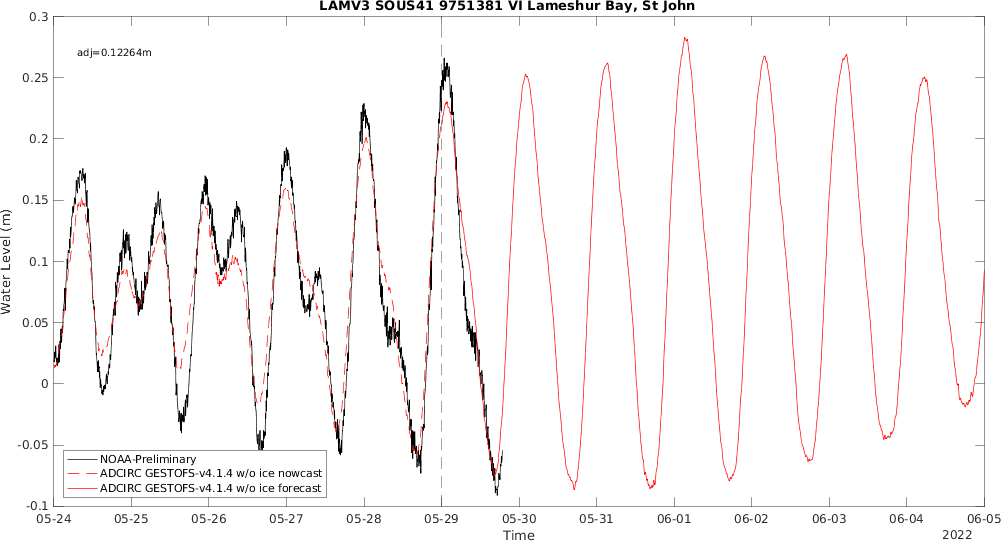 LAMV3 SOUS41 9751381 VI Lameshur Bay, St John
adj=0.12264m
0.3
0.25
0.2
0.15
0.1
0.05
0
-0.05
-0.1
Water Level (m)
NOAA-Preliminary
ADCIRC GESTOFS-v4.1.4 w/o ice nowcast
ADCIRC GESTOFS-v4.1.4 w/o ice forecast
05-24 05-25 05-26 05-27 05-28 05-29 05-30 05-31 06-01 06-02 06-03 06-04 06-05
Time
2022